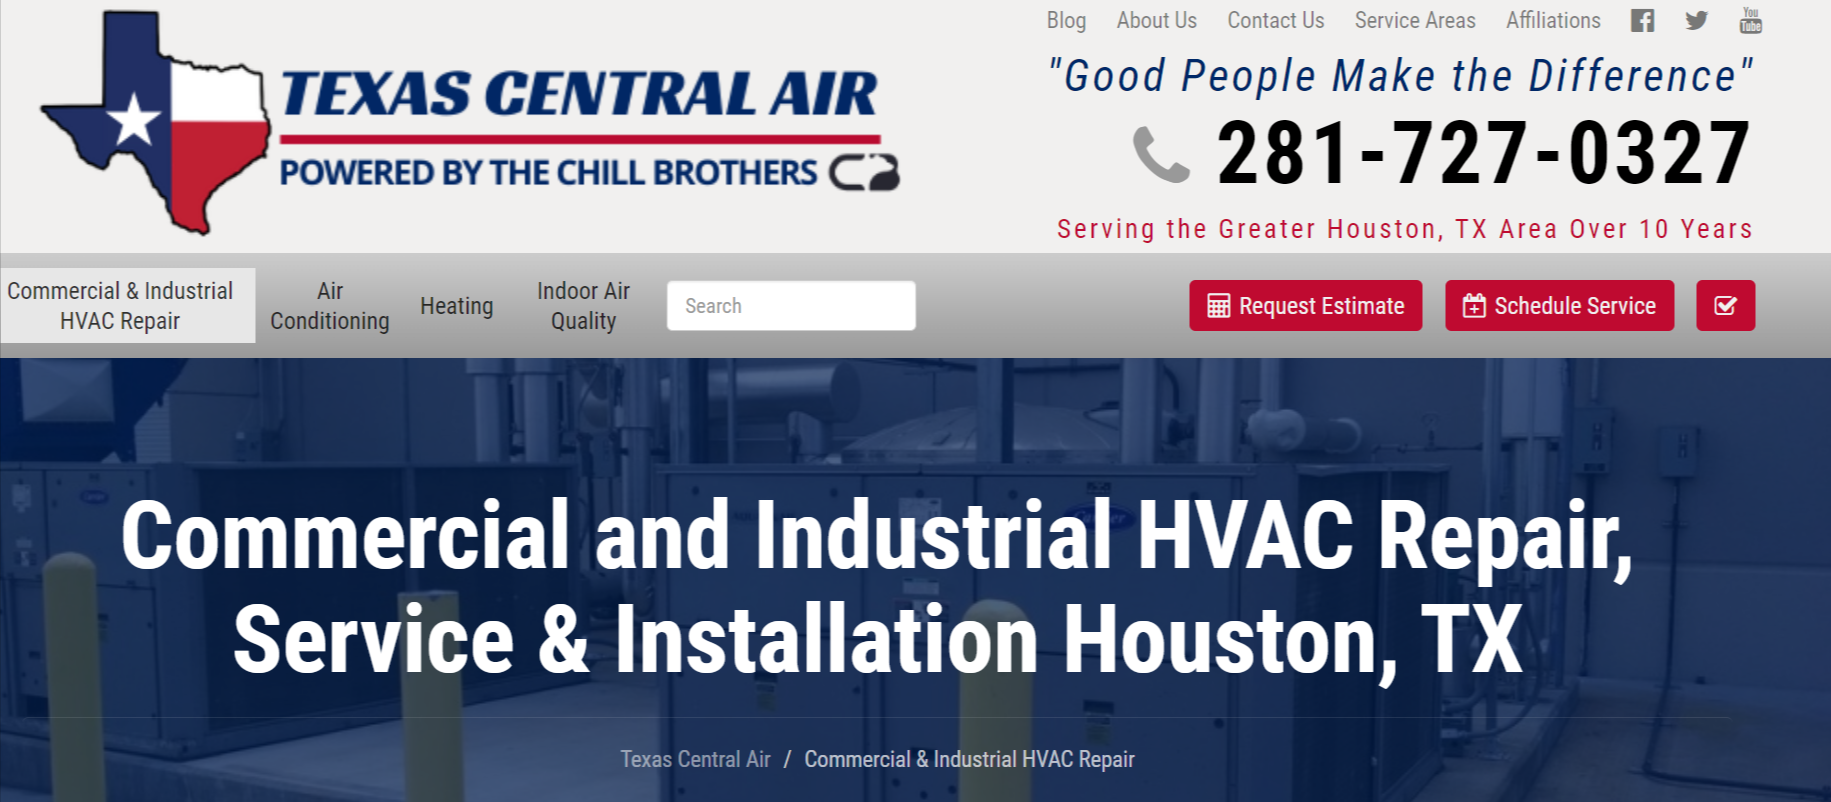 Blog About Us Contact Us Service Areas Affiliations You Tube
TEXAS CENTRAL AIR
POWERED BY THE CHILL BROTHERS
"Good People Make the Difference"
281-727-0327
Serving the Greater Houston, TX Area Over 10 Years
Commercial & Industrial
HVAC Repair
Air
Conditioning
Heating
Indoor Air
Quality
Search
Request Estimate
Schedule Service
Commercial and Industrial HVAC Repair,
Service & Installation Houston, TX
Texas Central Air / Commercial & Industrial HVAC Repair